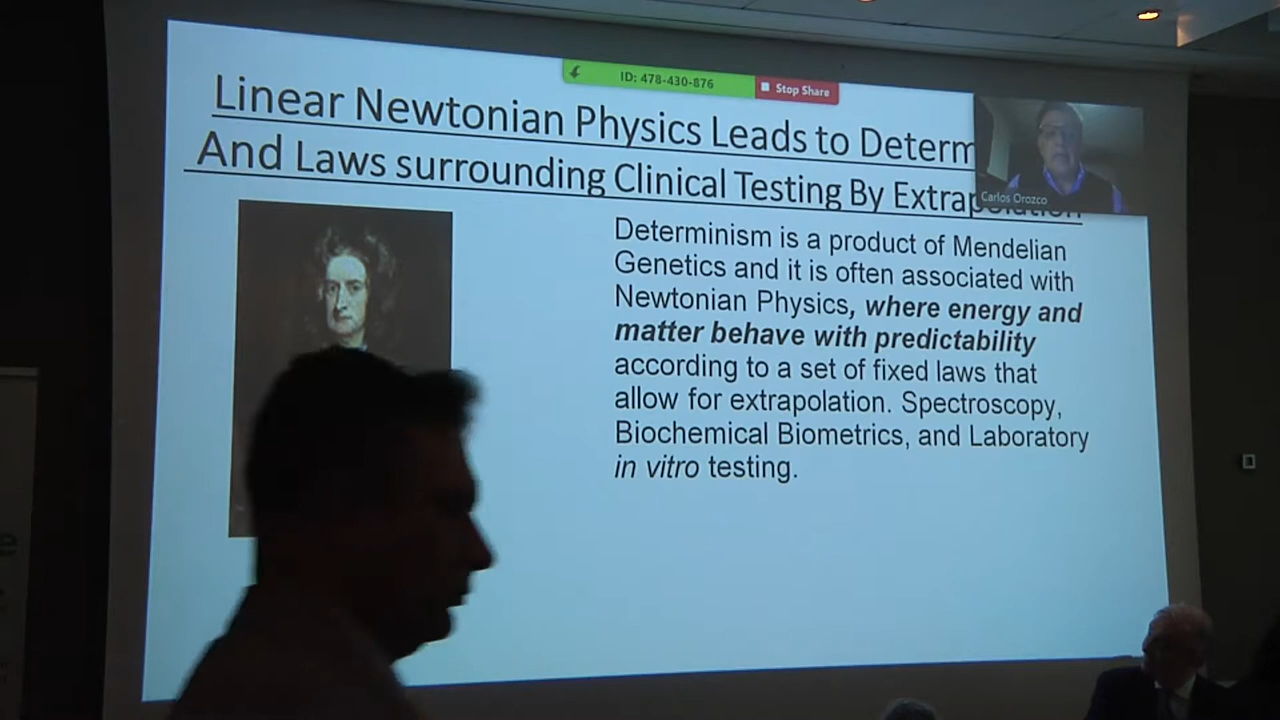 ID: 478-430-876
Stop Share
Linear Newtonian Physics Leads to Determ
And Laws surrounding Clinical Testing By Extrapolation
Carlos Orozco
Determinism is a product of Mendelian
Genetics and it is often associated with
Newtonian Physics, where energy and
matter behave with predictability
according to a set of fixed laws that
allow for extrapolation. Spectroscopy,
Biochemical Biometrics, and Laboratory
in vitro testing.